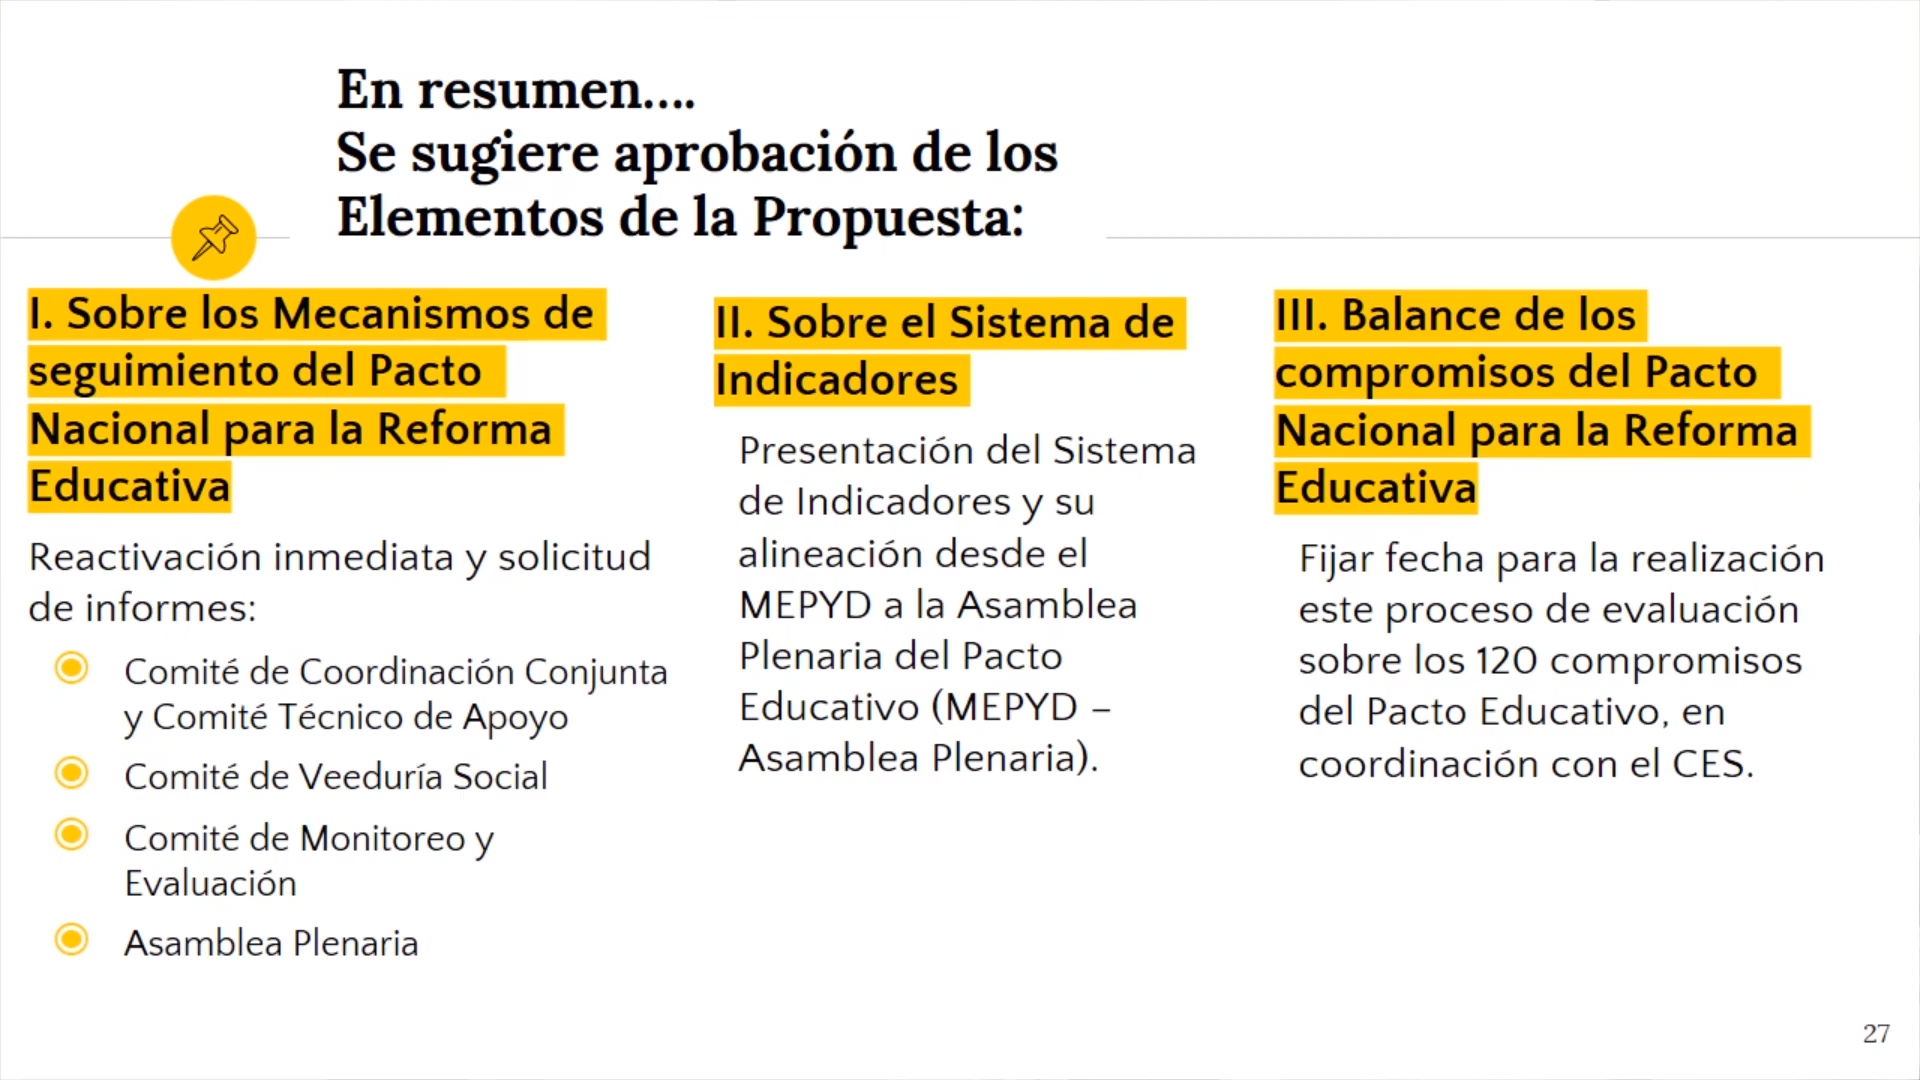 En resumen....
Se sugiere aprobación de los
Elementos de la Propuesta:
I. Sobre los Mecanismos de
seguimiento del Pacto
Nacional para la Reforma
Educativa
Reactivación inmediata y solicitud
de informes:
Comité de Coordinación Conjunta
y Comité Técnico de Apoyo
Comité de Veeduría Social
Comité de Monitoreo y
Evaluación
Asamblea Plenaria
II. Sobre el Sistema de
Indicadores
Presentación del Sistema
de Indicadores y su
alineación desde el
MEPYD a la Asamblea
Plenaria del Pacto
Educativo (MEPYD –
Asamblea Plenaria).
III. Balance de los
compromisos del Pacto
Nacional para la Reforma
Educativa
Fijar fecha para la realización
este proceso de evaluación
sobre los 120 compromisos
del Pacto Educativo, en
coordinación con el CES.
27